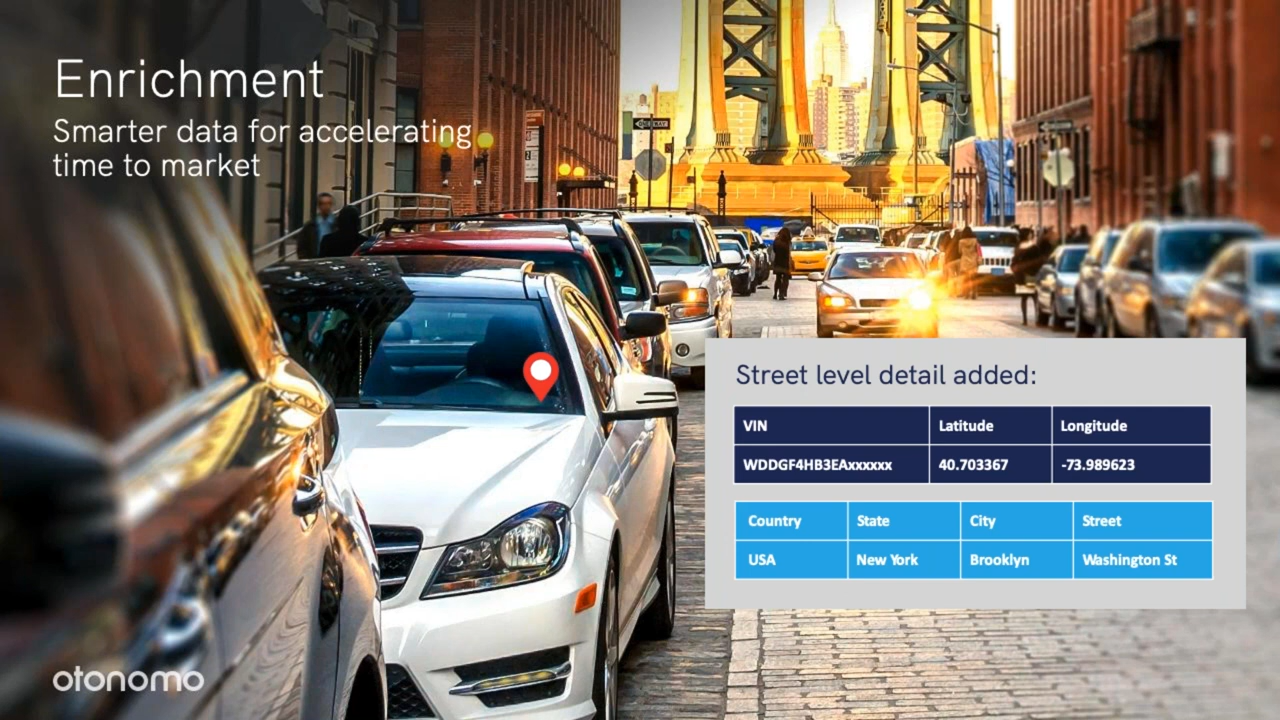 Enrichment
Smarter data for accelerating
time to market
Street level detail added:
VIN Latitude Longitude
WDDGF4HB3EAxxxxxx 40.703367 -73.989623
Country State City Street
USA New York Brooklyn Washington St
otonomo